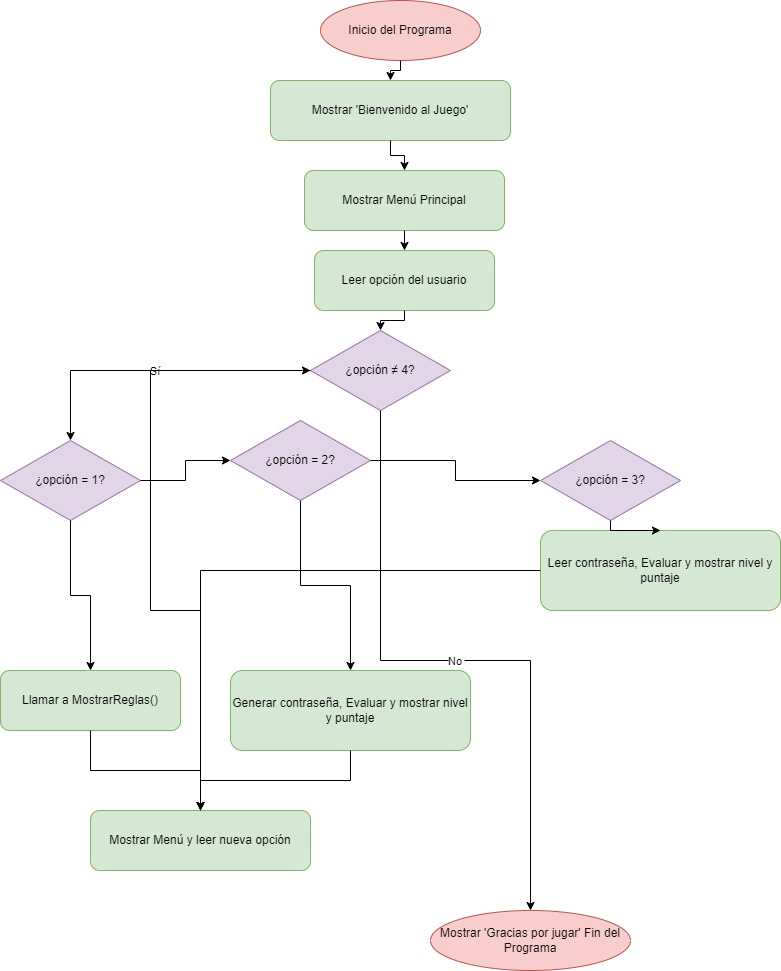 Inicio del Programa
Mostrar 'Bienvenido al Juego'
Mostrar Menú Principal
Leer opción del usuario
¿opción ≠ 4?
Sí
¿opción = 1?
¿opción = 2?
¿opción = 3?
Leer contraseña, Evaluar y mostrar nivel y
puntaje
No
Llamar a MostrarReglas()
Generar contraseña, Evaluar y mostrar nivel
y puntaje
Mostrar Menú y leer nueva opción
Mostrar 'Gracias por jugar' Fin del
Programa